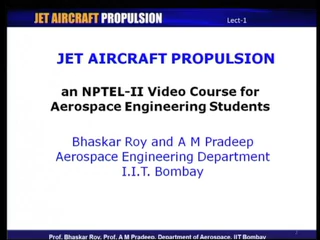 JET AIRCRAFT PROPULSION
Lect-1
JET AIRCRAFT PROPULSION
an NPTEL-II Video Course for
Aerospace Engineering Students
Bhaskar Roy and A M Pradeep
Aerospace Engineering Department
I.I.T. Bombay
Prof. Bhaskar Roy, Prof. A M Pradeep, Department of Aerospace, IIT Bombay